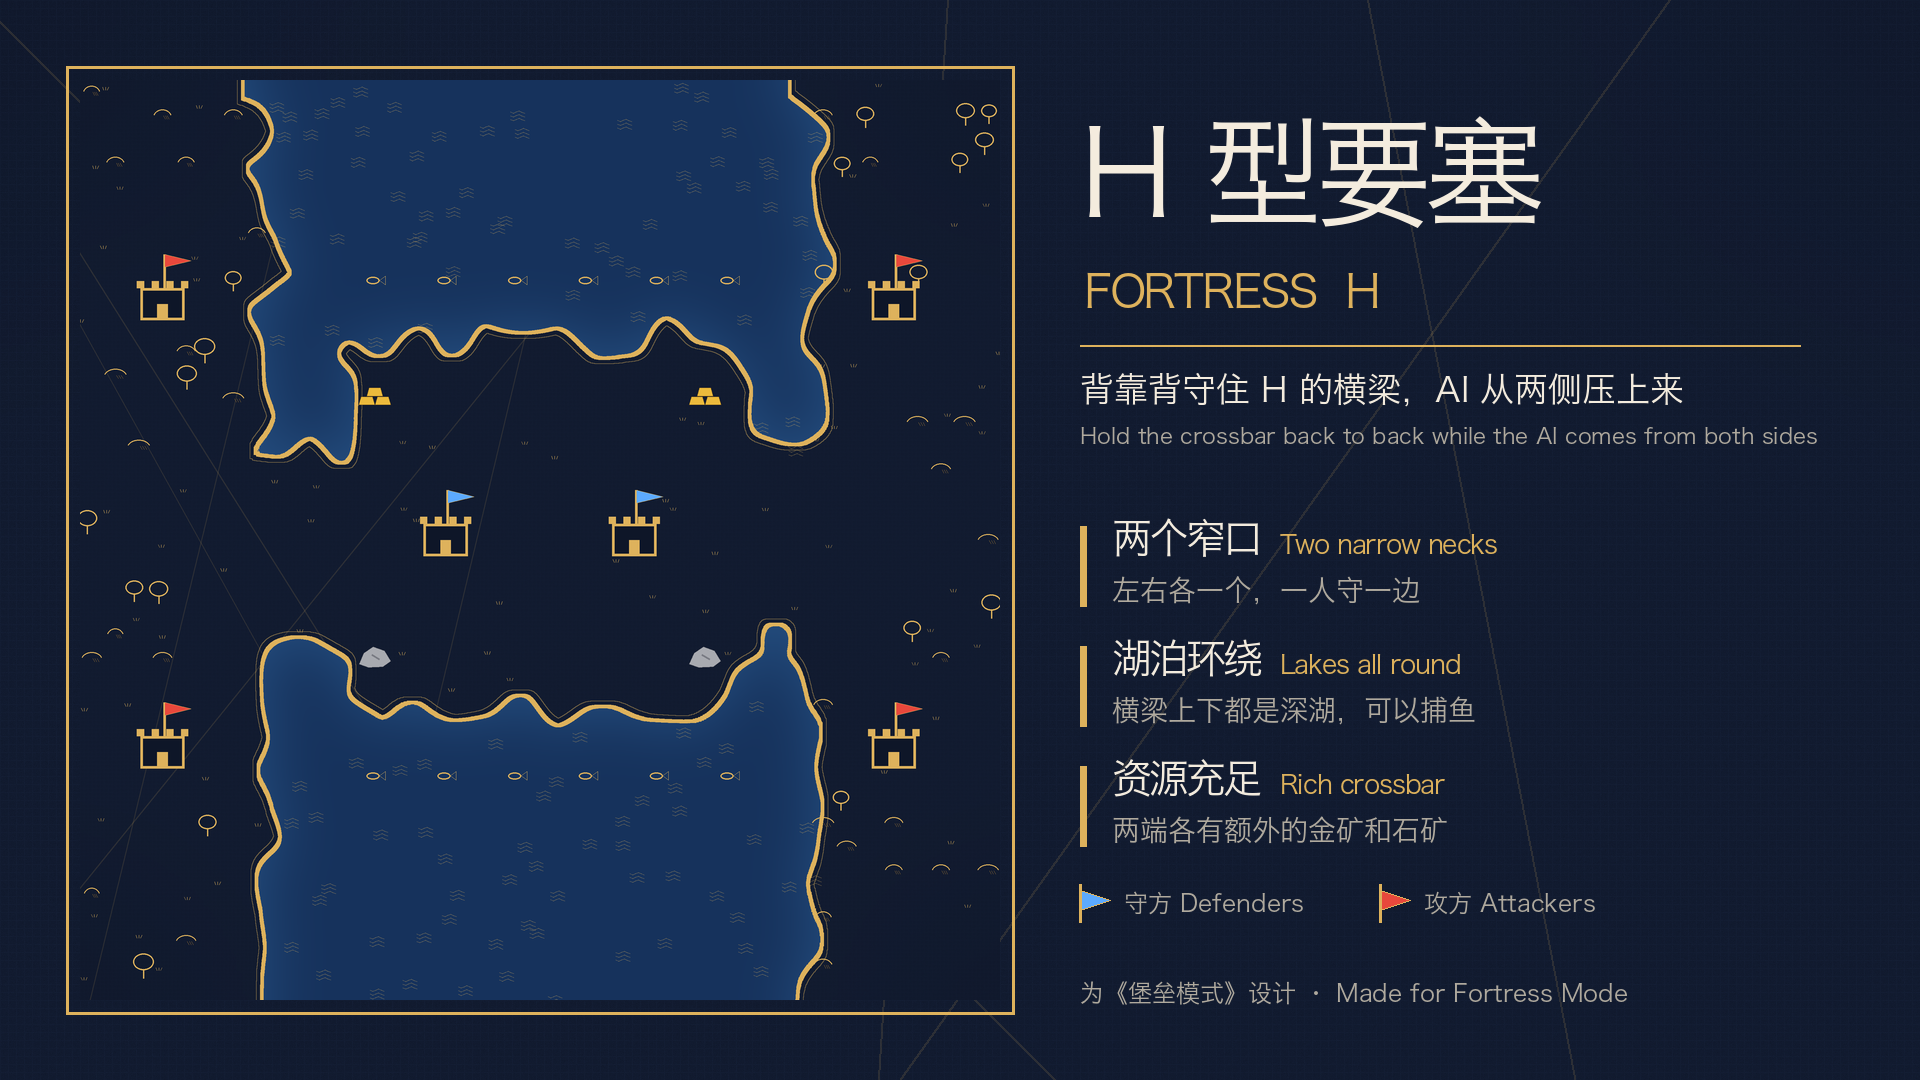 H 型要塞
FORTRESS H
背靠背守住 H 的横梁，AI 从两侧压上来
Hold the crossbar back to back while the AI comes from both sides
两个窄口 Two narrow necks
左右各一个，一人守一边
湖泊环绕 Lakes all round
横梁上下都是深湖，可以捕鱼
资源充足 Rich crossbar
两端各有额外的金矿和石矿
守方 Defenders 攻方 Attackers
为《堡垒模式》设计 · Made for Fortress Mode